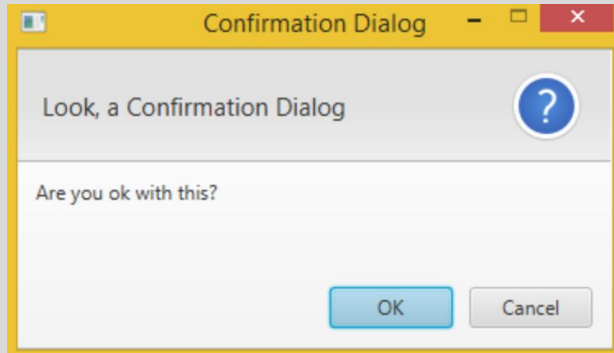 Confirmation Dialog
Look, a Confirmation Dialog
?
Are you ok with this?
OK
Cancel